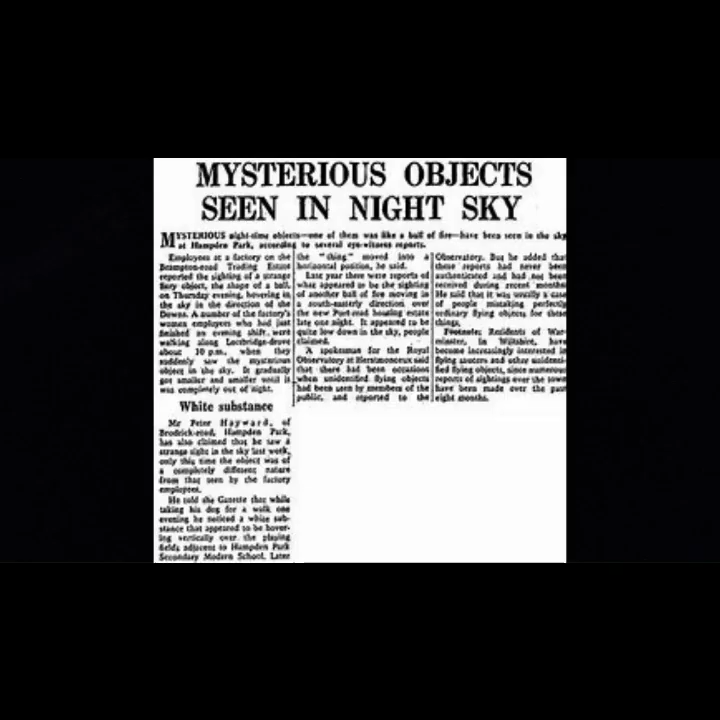 MYSTERIOUS OBJECTS
SEEN IN NIGHT SKY
MYSTERIOUS night-time objects—one of them was like a ball of fire—have been seen in the sky
at Hampden Park, according to several eye-witness reports.
Employees at a factory on the
Brampton-road Trading Estate
reported the sighting of a strange
fiery object, the shape of a ball,
on Thursday evening, hovering in
the sky in the direction of the
Downs. A number of the factory's
women employees who had just
finished an evening shift, were
walking along Lottbridge-drove
about 10 p.m., when they
suddenly saw the mysterious
object in the sky. It gradually
got smaller and smaller until it
was completely out of sight.
White substance
Mr Peter Hayward, of
Brodrick-road, Hampden Park,
has also claimed that he saw a
strange sight in the sky last week,
only this time the object was of
a completely different nature
from that seen by the factory
employees.
He told the Gazette that while
taking his dog for a walk one
evening he noticed a white sub-
stance that appeared to be hover-
ing vertically over the playing
fields adjacent to Hampden Park
Secondary Modern School. Later
the "thing" moved into a
horizontal position, he said.
Last year there were reports of
what appeared to be the sighting
of another ball of fire moving in
a south-easterly direction over
the new Port-road housing estate
late one night. It appeared to be
quite low down in the sky, people
claimed.
A spokesman for the Royal
Observatory at Herstmonceux said
that there had been occasions
when unidentified flying objects
had been seen by members of the
public, and reported to the
Observatory. But he added that
these reports had never been
authenticated and had not been
received during recent months.
He said that it was usually a case
of people mistaking perfectly
ordinary flying objects for these
things.
Footnote: Residents of War-
minster, in Wiltshire, have
become increasingly interested in
flying saucers and other unidenti-
fied flying objects, since numerous
reports of sightings over the town
have been made over the past
eight months.